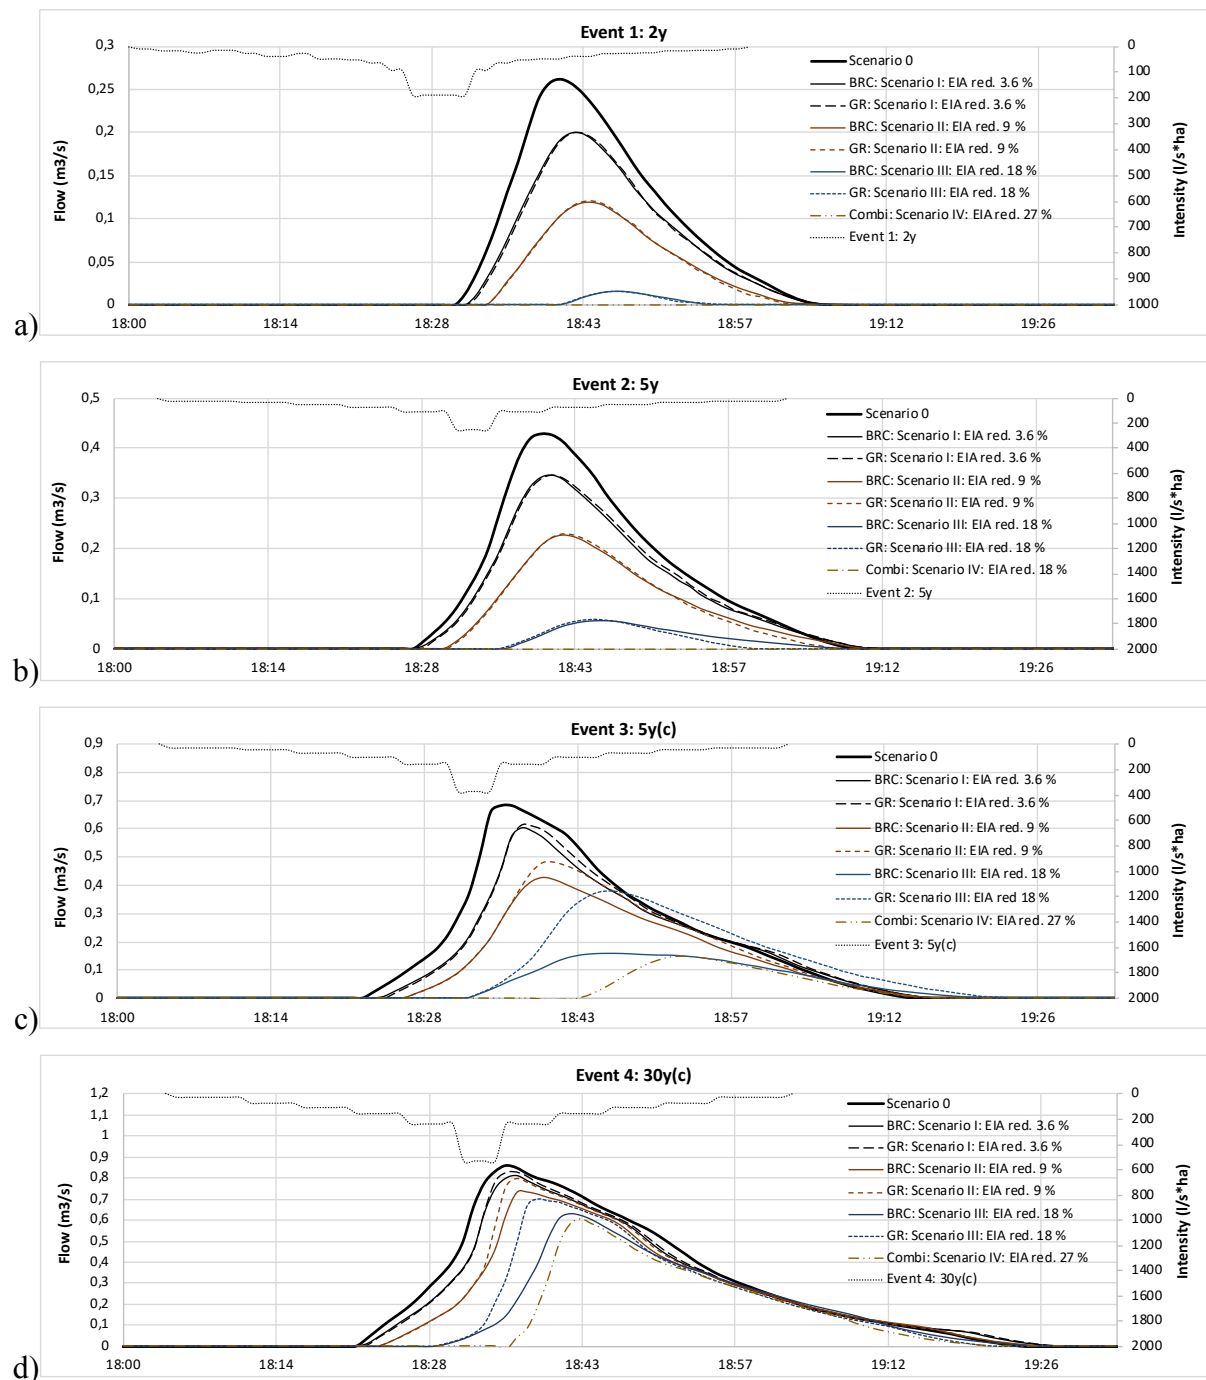 Event 1: 2y
0,3
0,25
0,2
0,15
0,1
0,05
0
Flow (m3/s)
0
100
200
300
400
500
600
700
800
900
1000
Intensity (l/s*ha)
Scenario 0
BRC: Scenario I: EIA red. 3.6 %
GR: Scenario I: EIA red. 3.6 %
BRC: Scenario II: EIA red. 9 %
GR: Scenario II: EIA red. 9 %
BRC: Scenario III: EIA red. 18 %
GR: Scenario III: EIA red. 18 %
Combi: Scenario IV: EIA red. 27 %
Event 1: 2y
18:00 18:14 18:28 18:43 18:57 19:12 19:26
a)
Event 2: 5y
0,5
0,4
0,3
0,2
0,1
0
Flow (m3/s)
0
200
400
600
800
1000
1200
1400
1600
1800
2000
Intensity (l/s*ha)
Scenario 0
BRC: Scenario I: EIA red. 3.6 %
GR: Scenario I: EIA red. 3.6 %
BRC: Scenario II: EIA red. 9 %
GR: Scenario II: EIA red. 9 %
BRC: Scenario III: EIA red. 18 %
GR: Scenario III: EIA red. 18 %
Combi: Scenario IV: EIA red. 18 %
Event 2: 5y
18:00 18:14 18:28 18:43 18:57 19:12 19:26
b)
Event 3: 5y(c)
0,9
0,8
0,7
0,6
0,5
0,4
0,3
0,2
0,1
0
Flow (m3/s)
0
200
400
600
800
1000
1200
1400
1600
1800
2000
Intensity (l/s*ha)
Scenario 0
BRC: Scenario I: EIA red. 3.6 %
GR: Scenario I: EIA red. 3.6 %
BRC: Scenario II: EIA red. 9 %
GR: Scenario II: EIA red. 9 %
BRC: Scenario III: EIA red. 18 %
GR: Scenario III: EIA red 18 %
Combi: Scenario IV: EIA red. 27 %
Event 3: 5y(c)
18:00 18:14 18:28 18:43 18:57 19:12 19:26
c)
Event 4: 30y(c)
1,2
1,1
1
0,9
0,8
0,7
0,6
0,5
0,4
0,3
0,2
0,1
0
Flow (m3/s)
0
200
400
600
800
1000
1200
1400
1600
1800
2000
Intensity (l/s*ha)
Scenario 0
BRC: Scenario I: EIA red. 3.6 %
GR: Scenario I: EIA red. 3.6 %
BRC: Scenario II: EIA red. 9 %
GR: Scenario II: EIA red. 9 %
BRC: Scenario III: EIA red. 18 %
GR: Scenario III: EIA red. 18 %
Combi: Scenario IV: EIA red. 27 %
Event 4: 30y(c)
18:00 18:14 18:28 18:43 18:57 19:12 19:26
d)